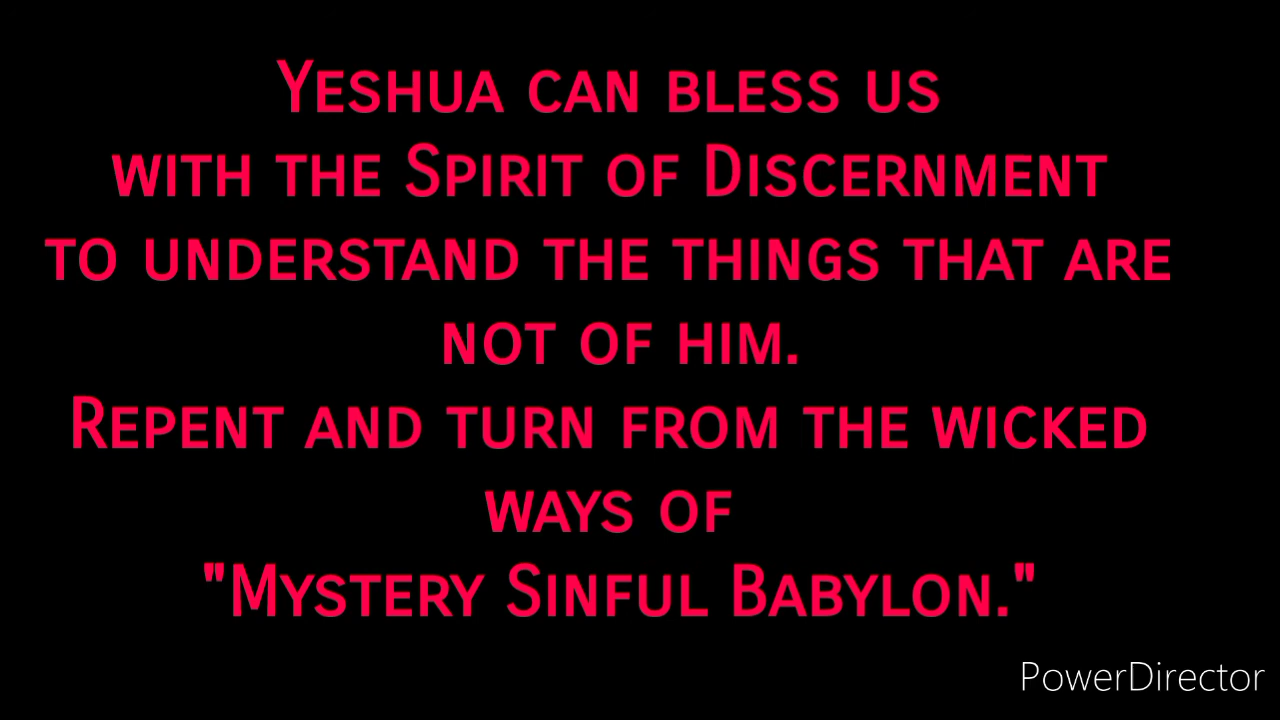 Yeshua can bless us
with the Spirit of Discernment
to understand the things that are
not of him.
Repent and turn from the wicked
ways of
"Mystery Sinful Babylon."
PowerDirector